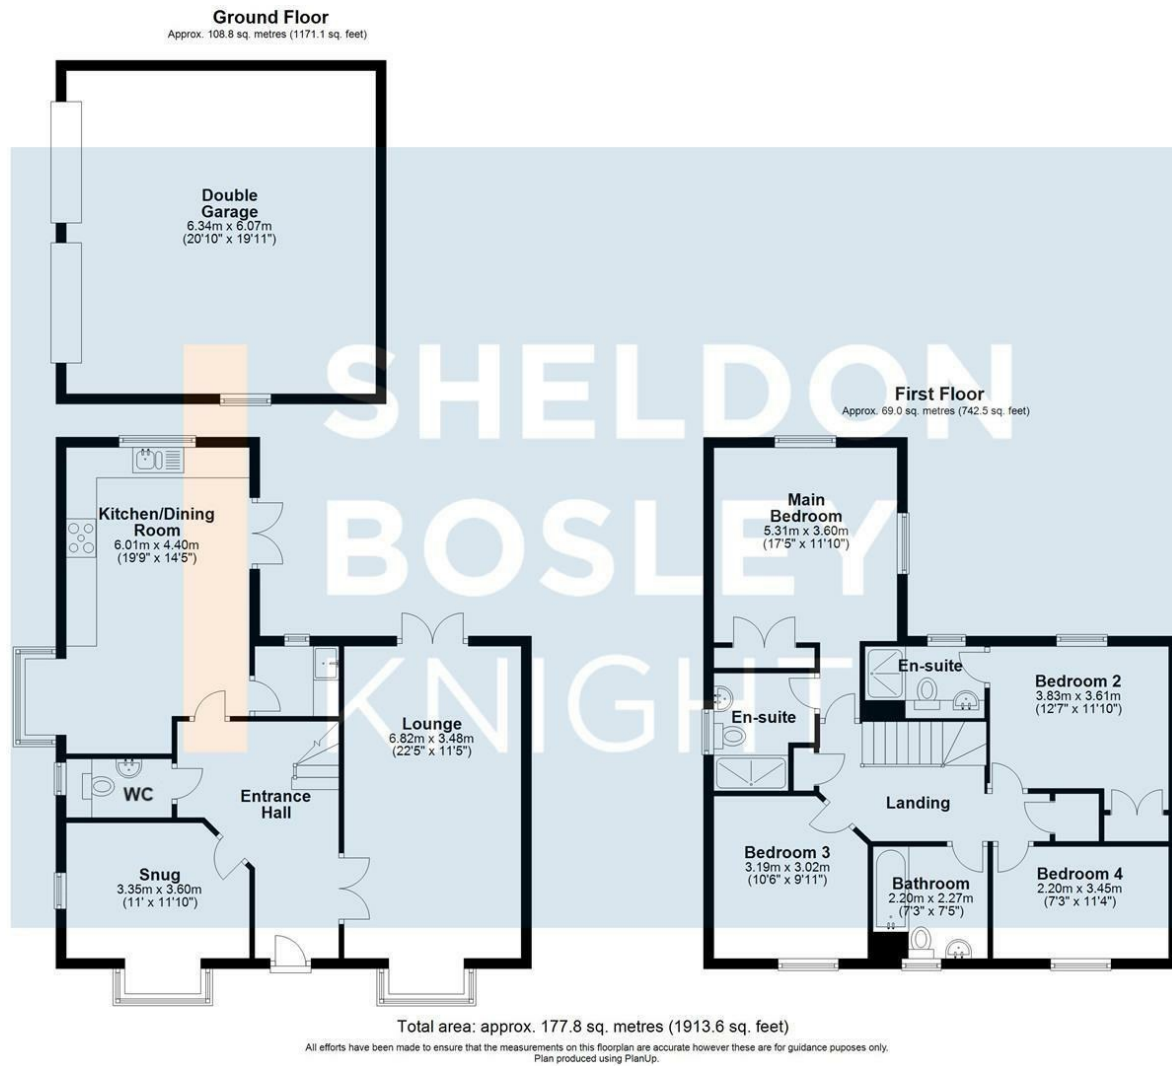 Ground Floor
Approx. 108.8 sq. metres (1171.1 sq. feet)
Double
Garage
6.34m x 6.07m
(20'10" x 19'11")
SHELDON
BOSLEY
KNIGHT
Kitchen/Dining
Room
6.01m x 4.40m
(19'9" x 14'5")
Lounge
6.82m x 3.48m
(22'5" x 11'5")
WC
Entrance
Hall
Snug
3.35m x 3.60m
(11' x 11'10")
First Floor
Approx. 69.0 sq. metres (742.5 sq. feet)
Main
Bedroom
5.31m x 3.60m
(17'5" x 11'10")
En-suite
Bedroom 2
3.83m x 3.61m
(12'7" x 11'10")
En-suite
Landing
Bedroom 3
3.19m x 3.02m
(10'6" x 9'11")
Bathroom
2.20m x 2.27m
(7'3" x 7'5")
Bedroom 4
2.20m x 3.45m
(7'3" x 11'4")
Total area: approx. 177.8 sq. metres (1913.6 sq. feet)
All efforts have been made to ensure that the measurements on this floorplan are accurate however these are for guidance puposes only.
Plan produced using PlanUp.